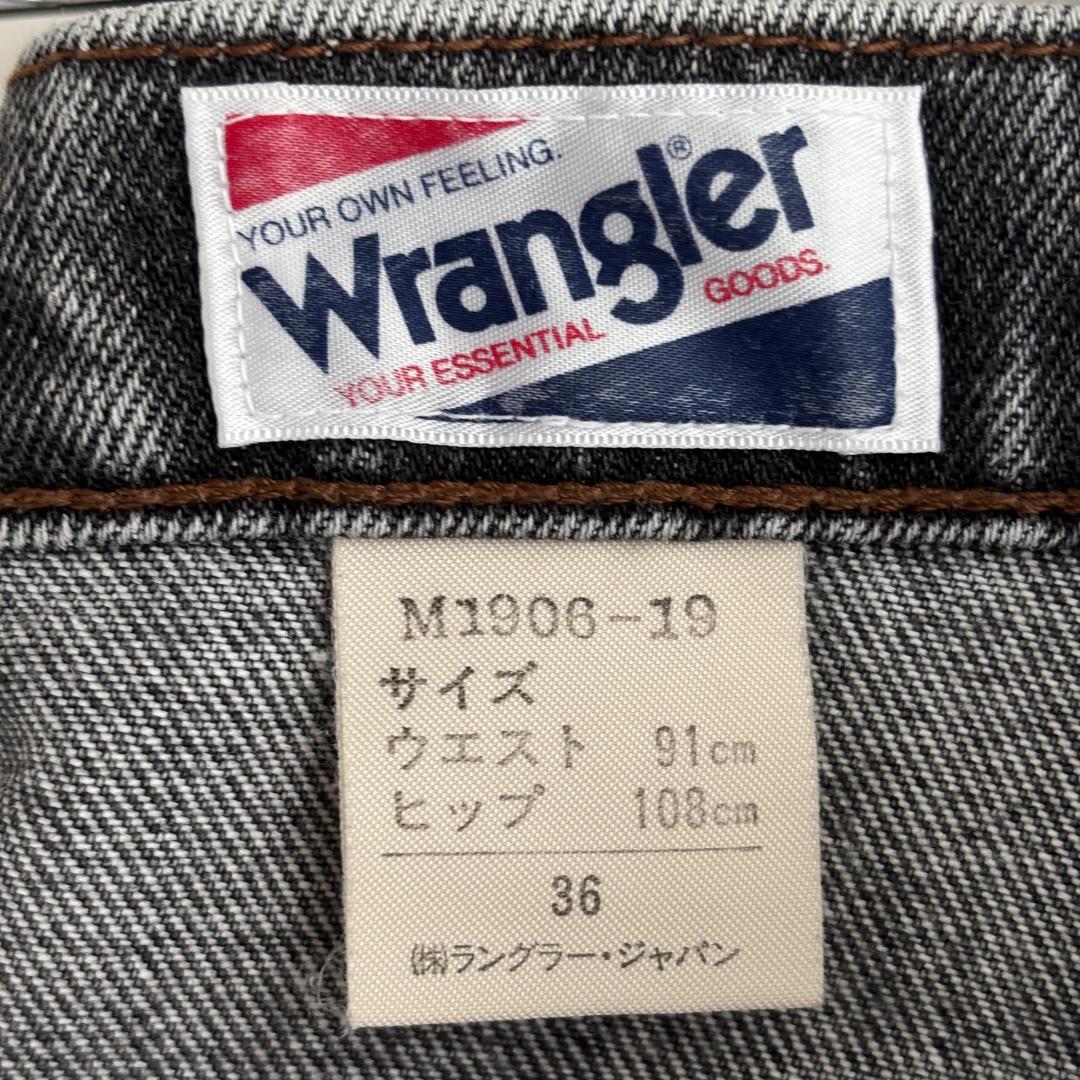 YOUR OWN FEELING.
Wrangler®
YOUR ESSENTIAL GOODS.
M1906-19
サイズ
ウエスト 91cm
ヒップ 108cm
36
㈱ラングラー・ジャパン